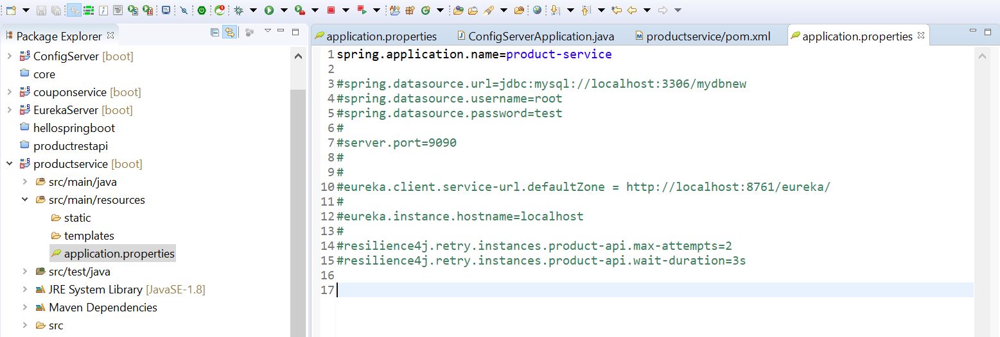 Package Explorer
ConfigServer [boot]
core
couponservice [boot]
EurekaServer [boot]
hellospringboot
productrestapi
productservice [boot]
src/main/java
src/main/resources
static
templates
application.properties
src/test/java
JRE System Library [JavaSE-1.8]
Maven Dependencies
src
application.properties
ConfigServerApplication.java
productservice/pom.xml
application.properties
1 spring.application.name=product-service
2
3 #spring.datasource.url=jdbc:mysql://localhost:3306/mydbnew
4 #spring.datasource.username=root
5 #spring.datasource.password=test
6 #
7 #server.port=9090
8 #
9 #
10 #eureka.client.service-url.defaultZone = http://localhost:8761/eureka/
11 #
12 #eureka.instance.hostname=localhost
13 #
14 #resilience4j.retry.instances.product-api.max-attempts=2
15 #resilience4j.retry.instances.product-api.wait-duration=3s
16
17